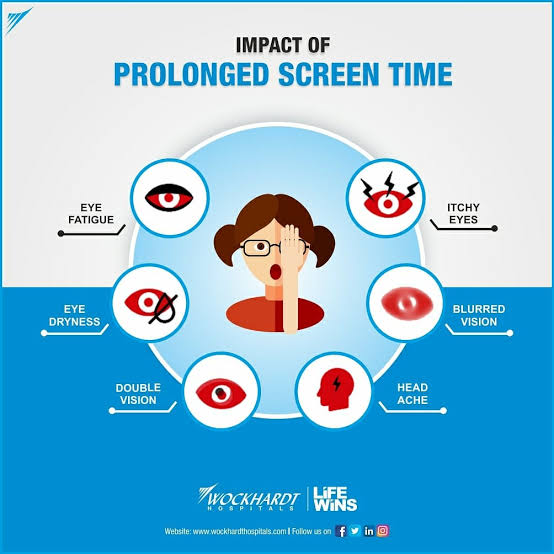 IMPACT OF
PROLONGED SCREEN TIME
EYE
FATIGUE
ITCHY
EYES
EYE
DRYNESS
BLURRED
VISION
DOUBLE
VISION
HEAD
ACHE
WOCKHARDT
HOSPITALS
LiFE
WiNS
Website: www.wockhardthospitals.com | Follow us on